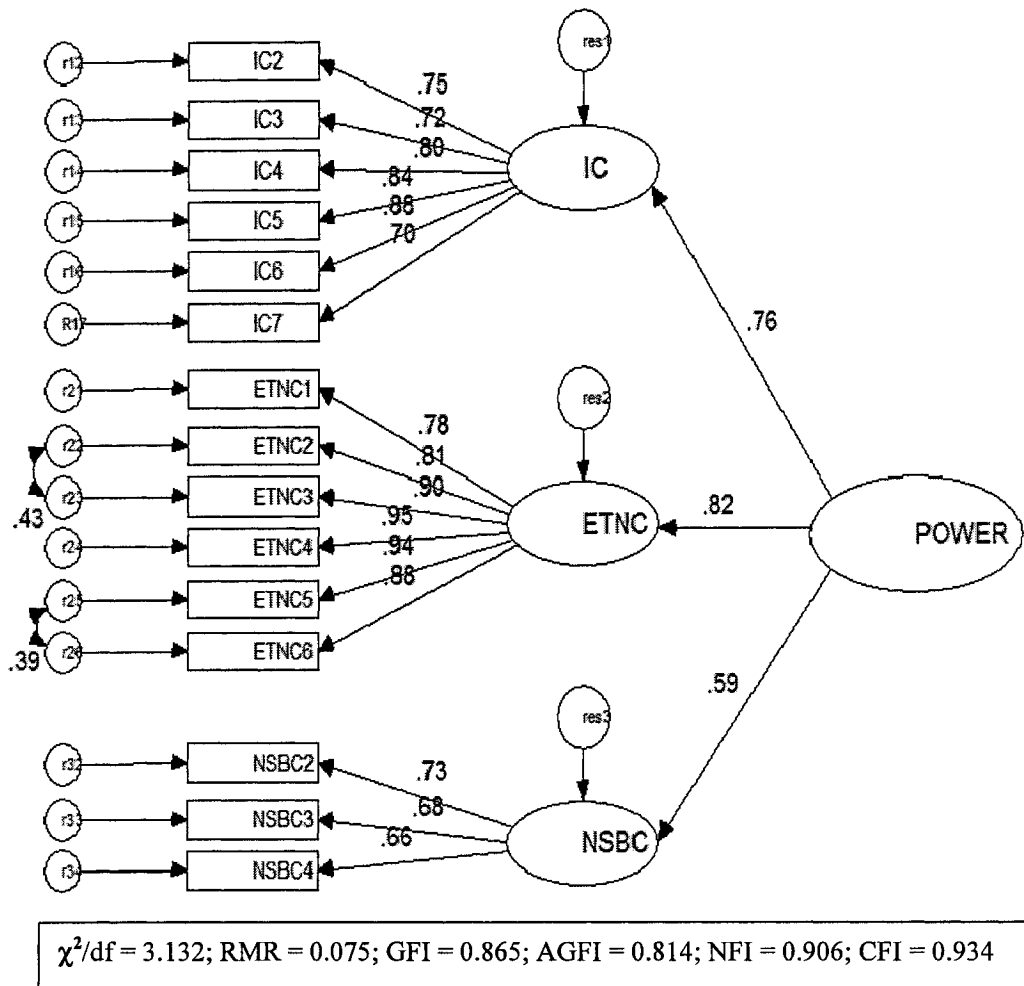 res1
r12 IC2
.75
r13 IC3
.72
.80
r14 IC4
.84
IC
r15 IC5
.88
r16 IC6
.70
R17 IC7
.76
r21 ETNC1
res2
.78
r22 ETNC2
.81
.90
r23 ETNC3
.43
.95
ETNC
.82
POWER
r24 ETNC4
.94
.88
r25 ETNC5
r26 ETNC6
.39
.59
res3
r32 NSBC2
.73
r33 NSBC3
.68
.66
NSBC
r34 NSBC4
χ²/df = 3.132; RMR = 0.075; GFI = 0.865; AGFI = 0.814; NFI = 0.906; CFI = 0.934